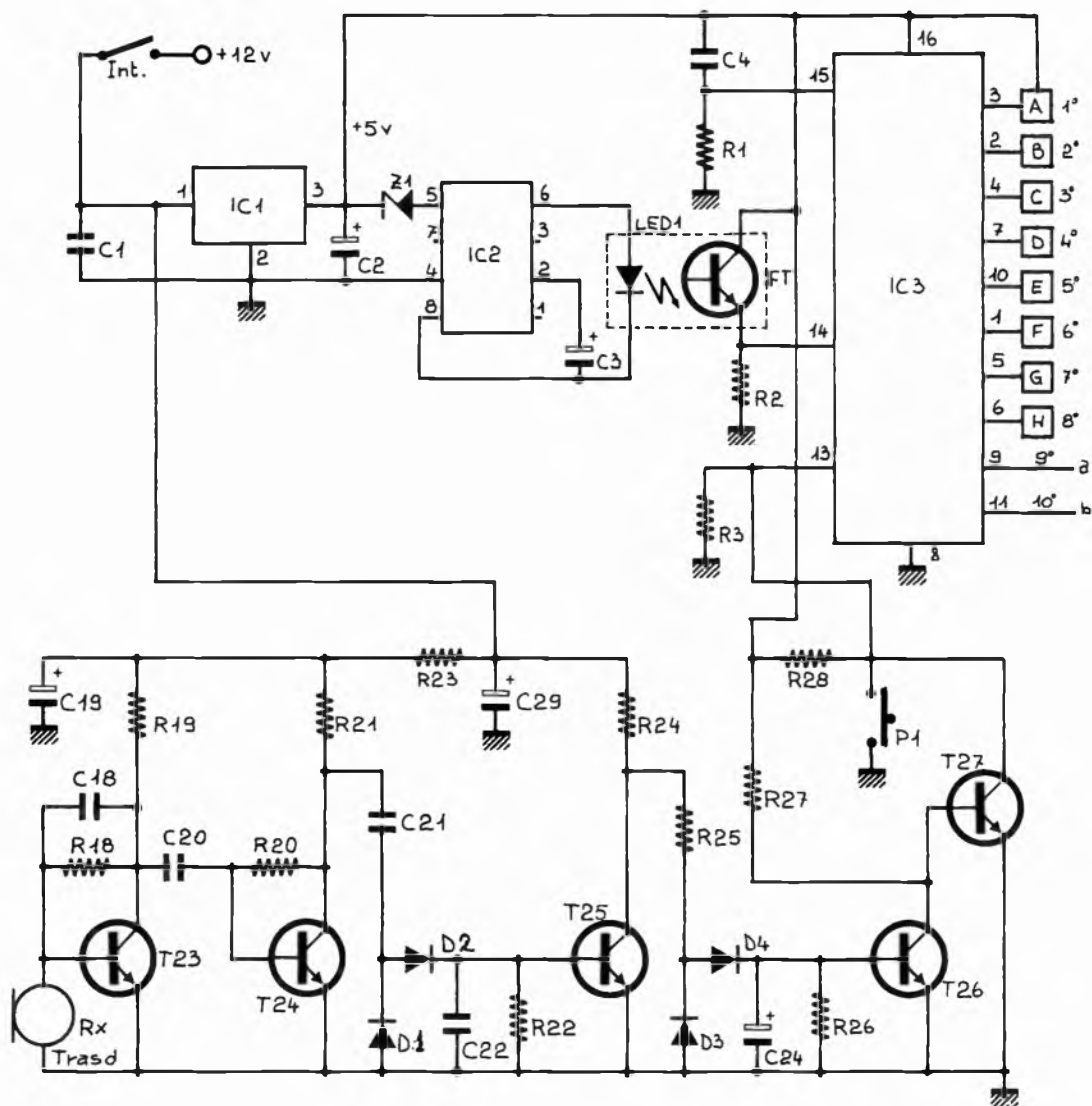 Int.
+12v
C4
16
15
+5v
R1
3 A 1°
2 B 2°
4 C 3°
7 D 4°
10 E 5°
1 F 6°
5 G 7°
6 H 8°
9 9° a
11 10° b
1
IC1
3
2
Z1
C1
C2
+
5
7
4
8
IC2
6
3
2
1
LED1
FT
+
C3
IC3
14
R2
13
R3
8
+
C19
R19
R21
R23
+
C29
R24
R28
P1
T27
C18
R18
C20
R20
C21
R25
R27
T23
T24
D2
T25
D4
T26
Rx
Trasd
D1
C22
R22
D3
+
C24
R26